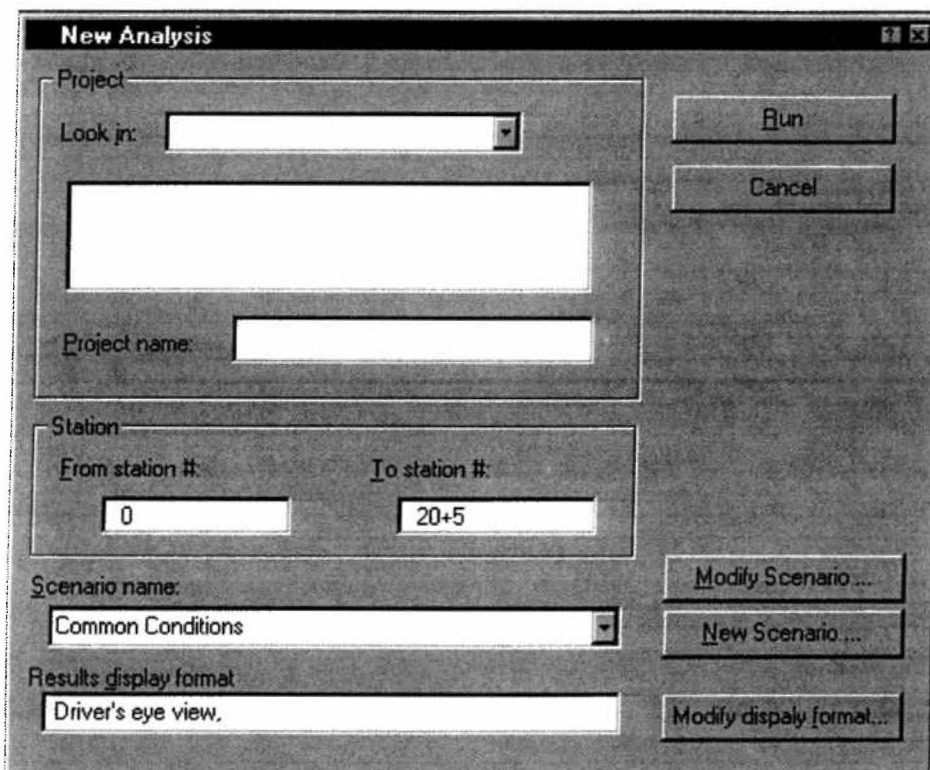 New Analysis
Project
Look in:
Run
Cancel
Project name:
Station
From station #:
To station #:
0
20+5
Scenario name:
Common Conditions
Modify Scenario ...
New Scenario ...
Results display format
Driver's eye view,
Modify dispaly format...